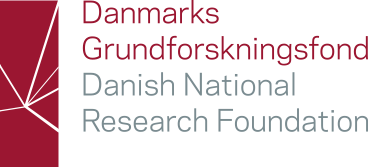 Danmarks
Grundforskningsfond
Danish National
Research Foundation